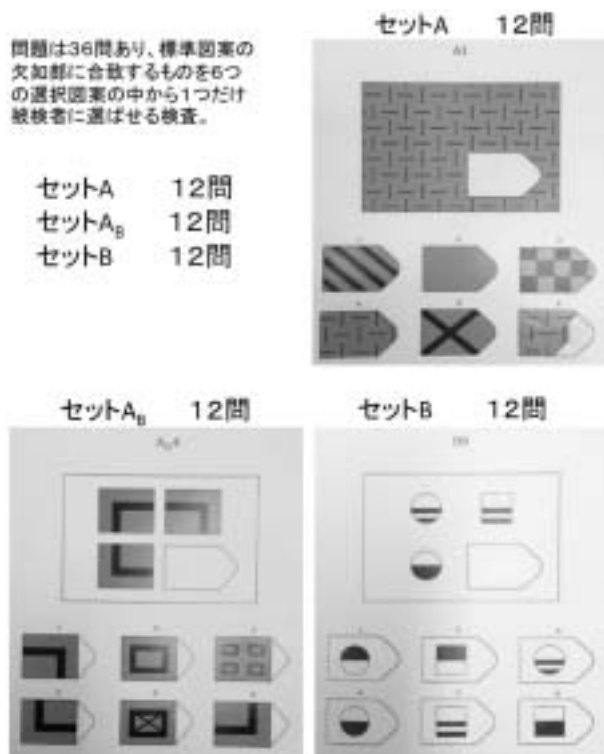 問題は36問あり、標準図案の
欠如部に合致するものを6つ
の選択図案の中から1つだけ
被検者に選ばせる検査。
セットA 12問
セットAB 12問
セットB 12問
セットA 12問
A1
セットAB 12問
AB4
セットB 12問